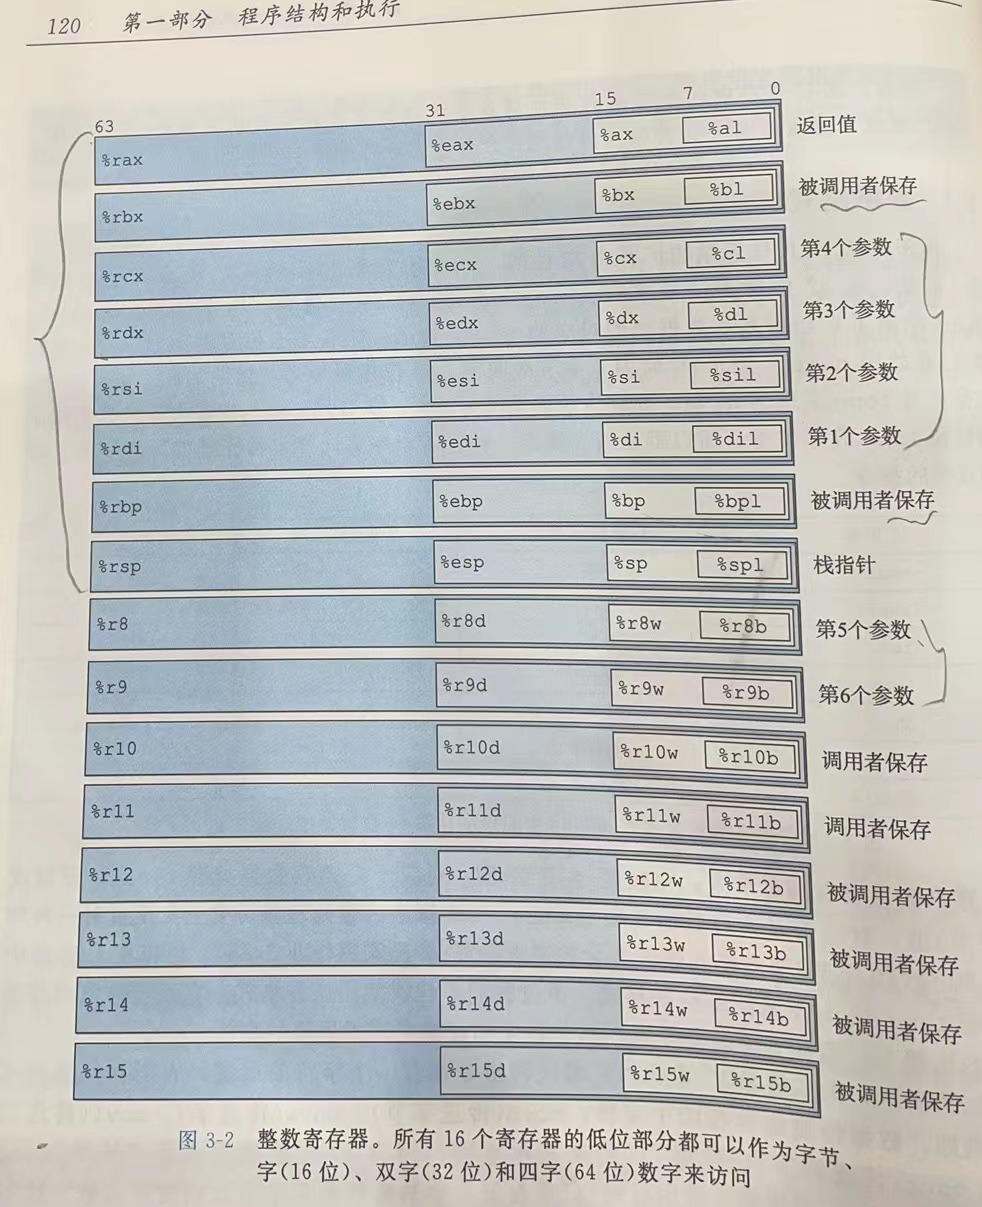 120 第一部分 程序结构和执行
63 31 15 7 0
%rax %eax %ax %al 返回值
%rbx %ebx %bx %bl 被调用者保存
%rcx %ecx %cx %cl 第4个参数
%rdx %edx %dx %dl 第3个参数
%rsi %esi %si %sil 第2个参数
%rdi %edi %di %dil 第1个参数
%rbp %ebp %bp %bpl 被调用者保存
%rsp %esp %sp %spl 栈指针
%r8 %r8d %r8w %r8b 第5个参数
%r9 %r9d %r9w %r9b 第6个参数
%r10 %r10d %r10w %r10b 调用者保存
%r11 %r11d %r11w %r11b 调用者保存
%r12 %r12d %r12w %r12b 被调用者保存
%r13 %r13d %r13w %r13b 被调用者保存
%r14 %r14d %r14w %r14b 被调用者保存
%r15 %r15d %r15w %r15b 被调用者保存
图 3-2 整数寄存器。所有 16 个寄存器的低位部分都可以作为字节、
字(16 位)、双字(32 位)和四字(64 位)数字来访问